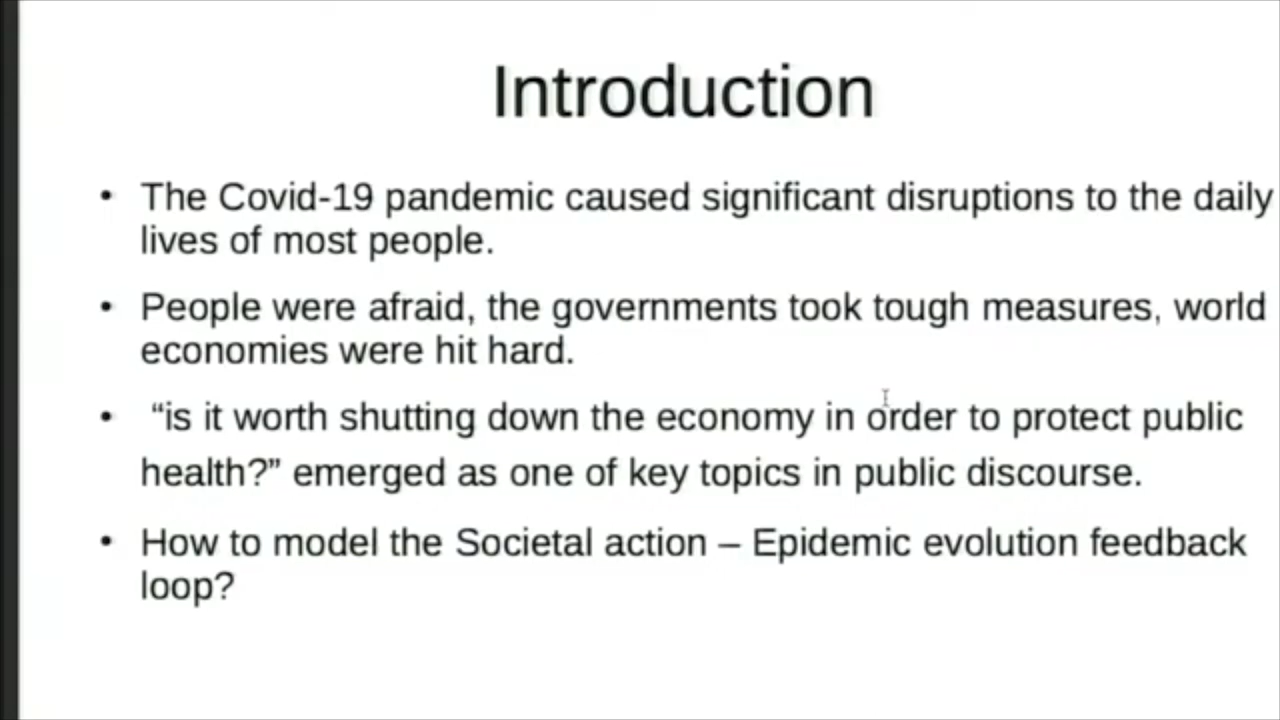 Introduction
• The Covid-19 pandemic caused significant disruptions to the daily
lives of most people.
• People were afraid, the governments took tough measures, world
economies were hit hard.
• “is it worth shutting down the economy in order to protect public
health?” emerged as one of key topics in public discourse.
• How to model the Societal action – Epidemic evolution feedback
loop?